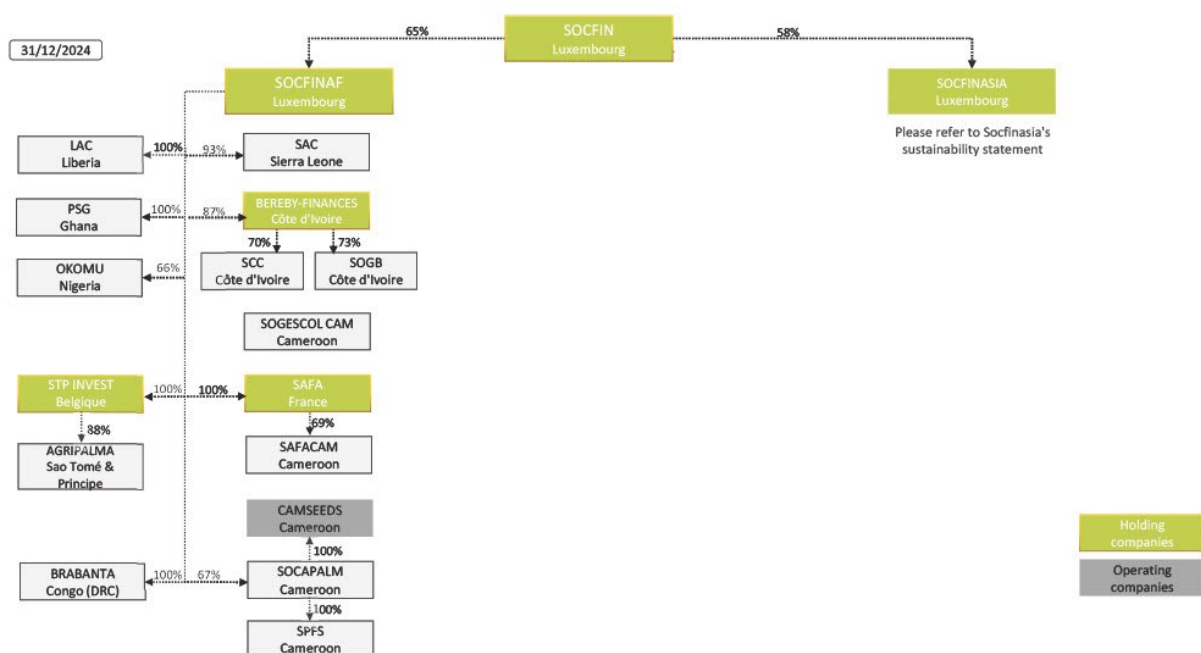 31/12/2024
65%
SOCFIN
Luxembourg
58%
SOCFINAF
Luxembourg
SOCFINASIA
Luxembourg
Please refer to Socfinasia's
sustainability statement
LAC
Liberia
100%
93%
SAC
Sierra Leone
PSG
Ghana
100%
87%
BEREBY-FINANCES
Côte d'Ivoire
70%
73%
SCC
Côte d'Ivoire
SOGB
Côte d'Ivoire
OKOMU
Nigeria
66%
SOGESCOL CAM
Cameroon
STP INVEST
Belgique
100%
100%
SAFA
France
88%
69%
AGRIPALMA
Sao Tomé &
Principe
SAFACAM
Cameroon
CAMSEEDS
Cameroon
100%
BRABANTA
Congo (DRC)
100%
67%
SOCAPALM
Cameroon
100%
SPFS
Cameroon
Holding
companies
Operating
companies